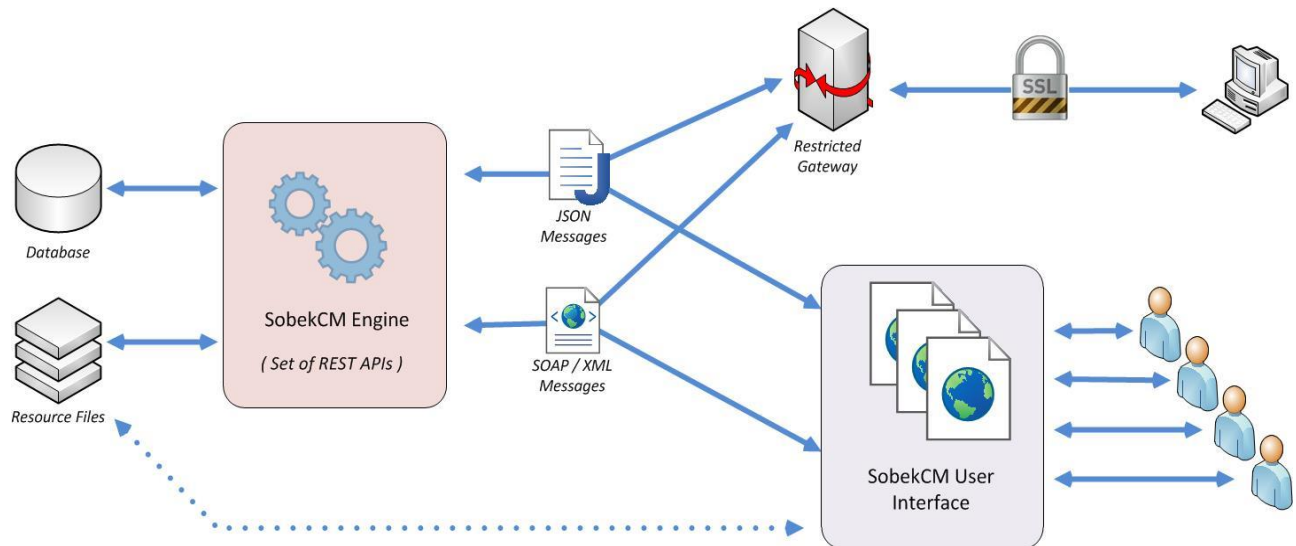 SSL
Restricted
Gateway
Database
JSON
Messages
SobekCM Engine
( Set of REST APIs )
SOAP / XML
Messages
Resource Files
SobekCM User
Interface